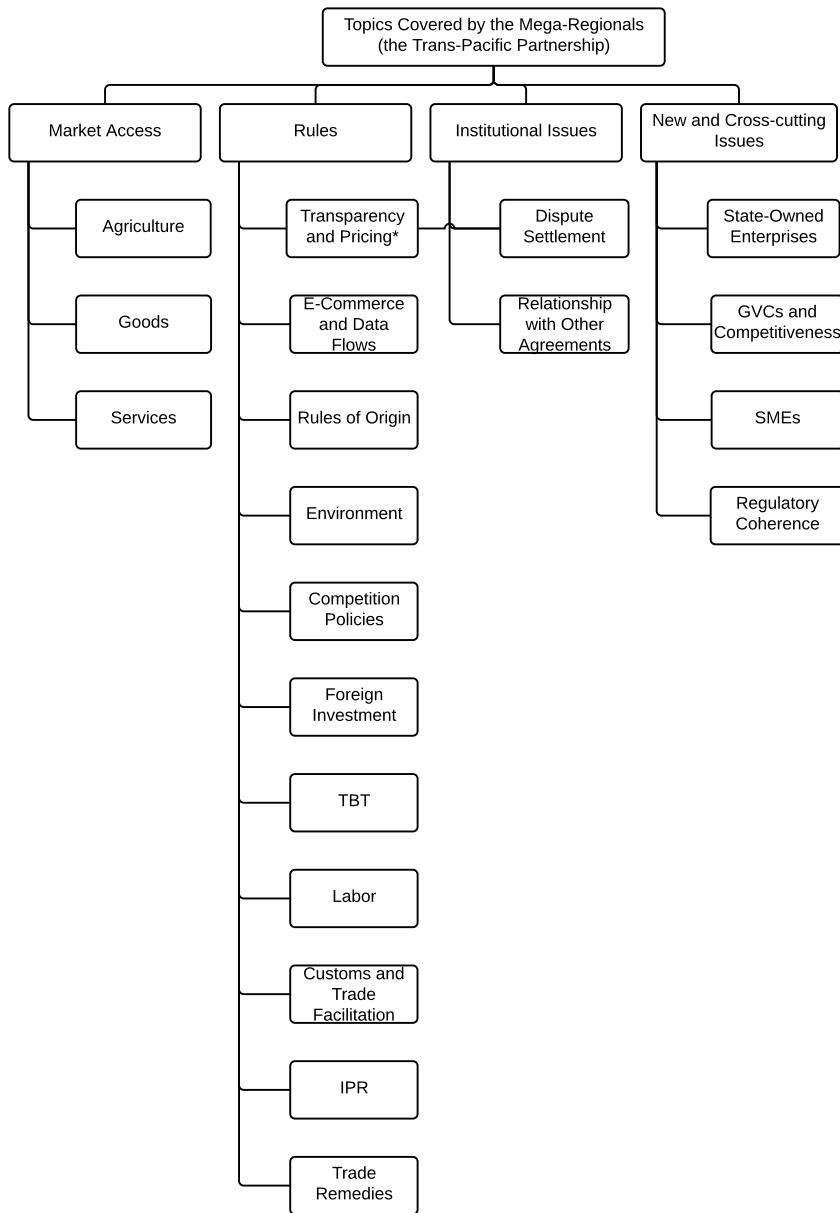 Topics Covered by the Mega-Regionals
(the Trans-Pacific Partnership)
Market Access
Rules
Institutional Issues
New and Cross-cutting
Issues
Agriculture
Goods
Services
Transparency
and Pricing*
E-Commerce
and Data
Flows
Rules of Origin
Environment
Competition
Policies
Foreign
Investment
TBT
Labor
Customs and
Trade
Facilitation
IPR
Trade
Remedies
Dispute
Settlement
Relationship
with Other
Agreements
State-Owned
Enterprises
GVCs and
Competitiveness
SMEs
Regulatory
Coherence